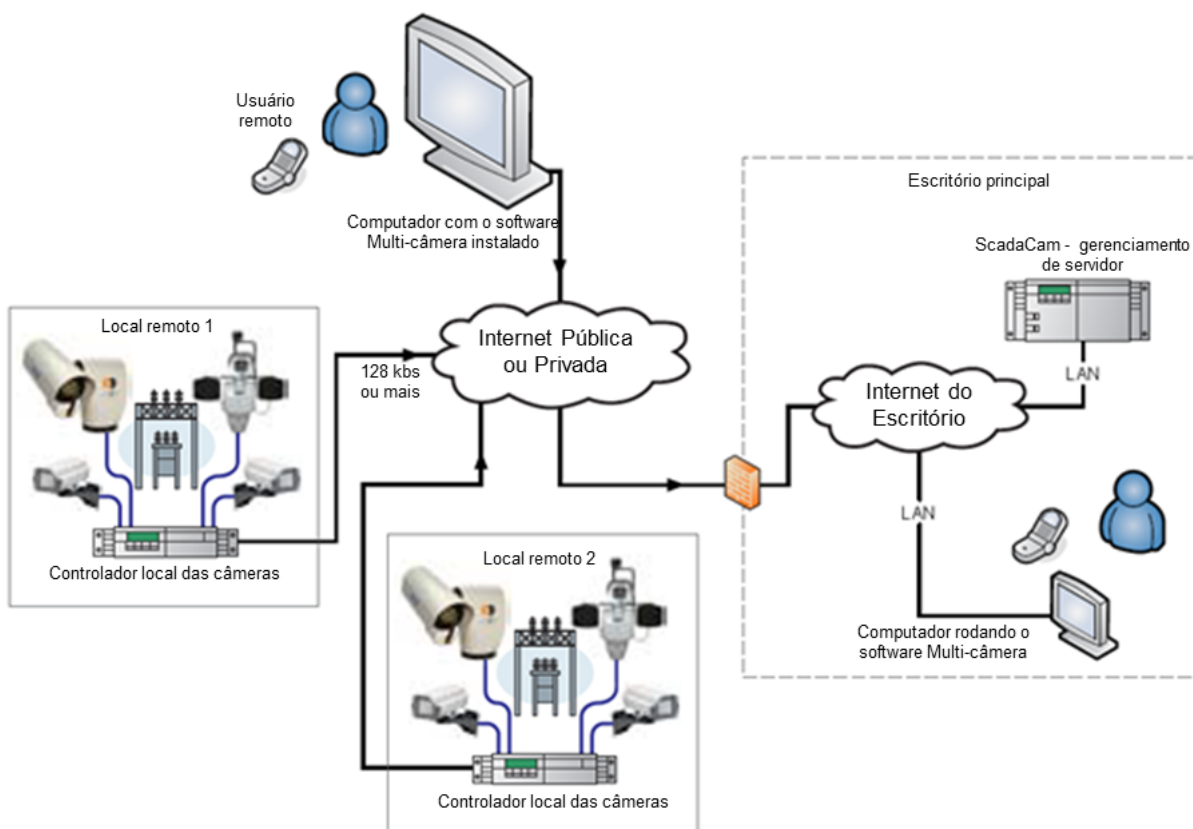 Usuário
remoto
Computador com o software
Multi-câmera instalado
Escritório principal
ScadaCam - gerenciamento
de servidor
LAN
Local remoto 1
128 kbs
ou mais
Internet Pública
ou Privada
Internet do
Escritório
LAN
Controlador local das câmeras
Local remoto 2
Computador rodando o
software Multi-câmera
Controlador local das câmeras